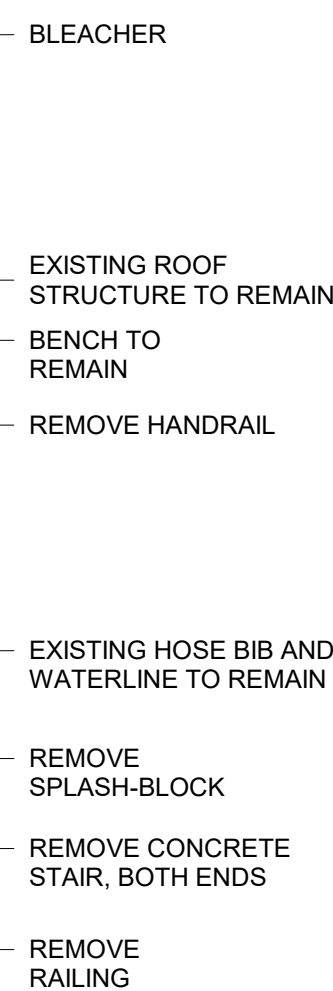 BLEACHER
EXISTING ROOF
STRUCTURE TO REMAIN
BENCH TO
REMAIN
REMOVE HANDRAIL
EXISTING HOSE BIB AND
WATERLINE TO REMAIN
REMOVE
SPLASH-BLOCK
REMOVE CONCRETE
STAIR, BOTH ENDS
REMOVE
RAILING